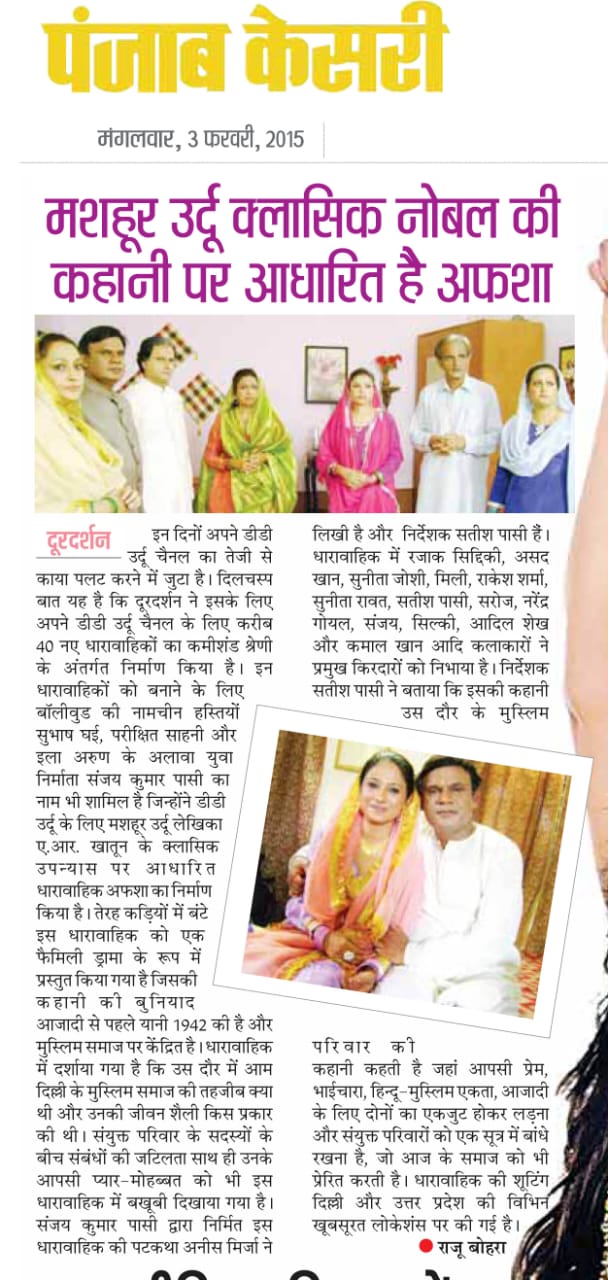 पंजाब केसरी
मंगलवार, 3 फरवरी, 2015
मशहूर उर्दू क्लासिक नोबल की
कहानी पर आधारित है अफशा
दूरदर्शन
इन दिनों अपने डीडी
उर्दू चैनल का तेजी से
काया पलट करने में जुटा है। दिलचस्प
बात यह है कि दूरदर्शन ने इसके लिए
अपने डीडी उर्दू चैनल के लिए करीब
40 नए धारावाहिकों का कमीशंड श्रेणी
के अंतर्गत निर्माण किया है। इन
धारावाहिकों को बनाने के लिए
बॉलीवुड की नामचीन हस्तियों
सुभाष घई, परीक्षित साहनी और
इला अरुण के अलावा युवा
निर्माता संजय कुमार पासी का
नाम भी शामिल है जिन्होंने डीडी
उर्दू के लिए मशहूर उर्दू लेखिका
ए.आर. खातून के क्लासिक
उपन्यास पर आधारित
धारावाहिक अफशा का निर्माण
किया है। तेरह कड़ियों में बंटे
इस धारावाहिक को एक
फैमिली ड्रामा के रूप में
प्रस्तुत किया गया है जिसकी
कहानी की बुनियाद
आजादी से पहले यानी 1942 की है और
मुस्लिम समाज पर केंद्रित है। धारावाहिक
में दर्शाया गया है कि उस दौर में आम
दिल्ली के मुस्लिम समाज की तहजीब क्या
थी और उनकी जीवन शैली किस प्रकार
की थी। संयुक्त परिवार के सदस्यों के
बीच संबंधों की जटिलता साथ ही उनके
आपसी प्यार-मोहब्बत को भी इस
धारावाहिक में बखूबी दिखाया गया है।
संजय कुमार पासी द्वारा निर्मित इस
धारावाहिक की पटकथा अनीस मिर्जा ने
लिखी है और निर्देशक सतीश पासी हैं।
धारावाहिक में रजाक सिद्दिकी, असद
खान, सुनीता जोशी, मिली, राकेश शर्मा,
सुनीता रावत, सतीश पासी, सरोज, नरेंद्र
गोयल, संजय, सिल्की, आदिल शेख
और कमाल खान आदि कलाकारों ने
प्रमुख किरदारों को निभाया है। निर्देशक
सतीश पासी ने बताया कि इसकी कहानी
उस दौर के मुस्लिम
परिवार की
कहानी कहती है जहां आपसी प्रेम,
भाईचारा, हिन्दू-मुस्लिम एकता, आजादी
के लिए दोनों का एकजुट होकर लड़ना
और संयुक्त परिवारों को एक सूत्र में बांधे
रखना है, जो आज के समाज को भी
प्रेरित करती है। धारावाहिक की शूटिंग
दिल्ली और उत्तर प्रदेश की विभिन
खूबसूरत लोकेशंस पर की गई है।
राजू बोहरा